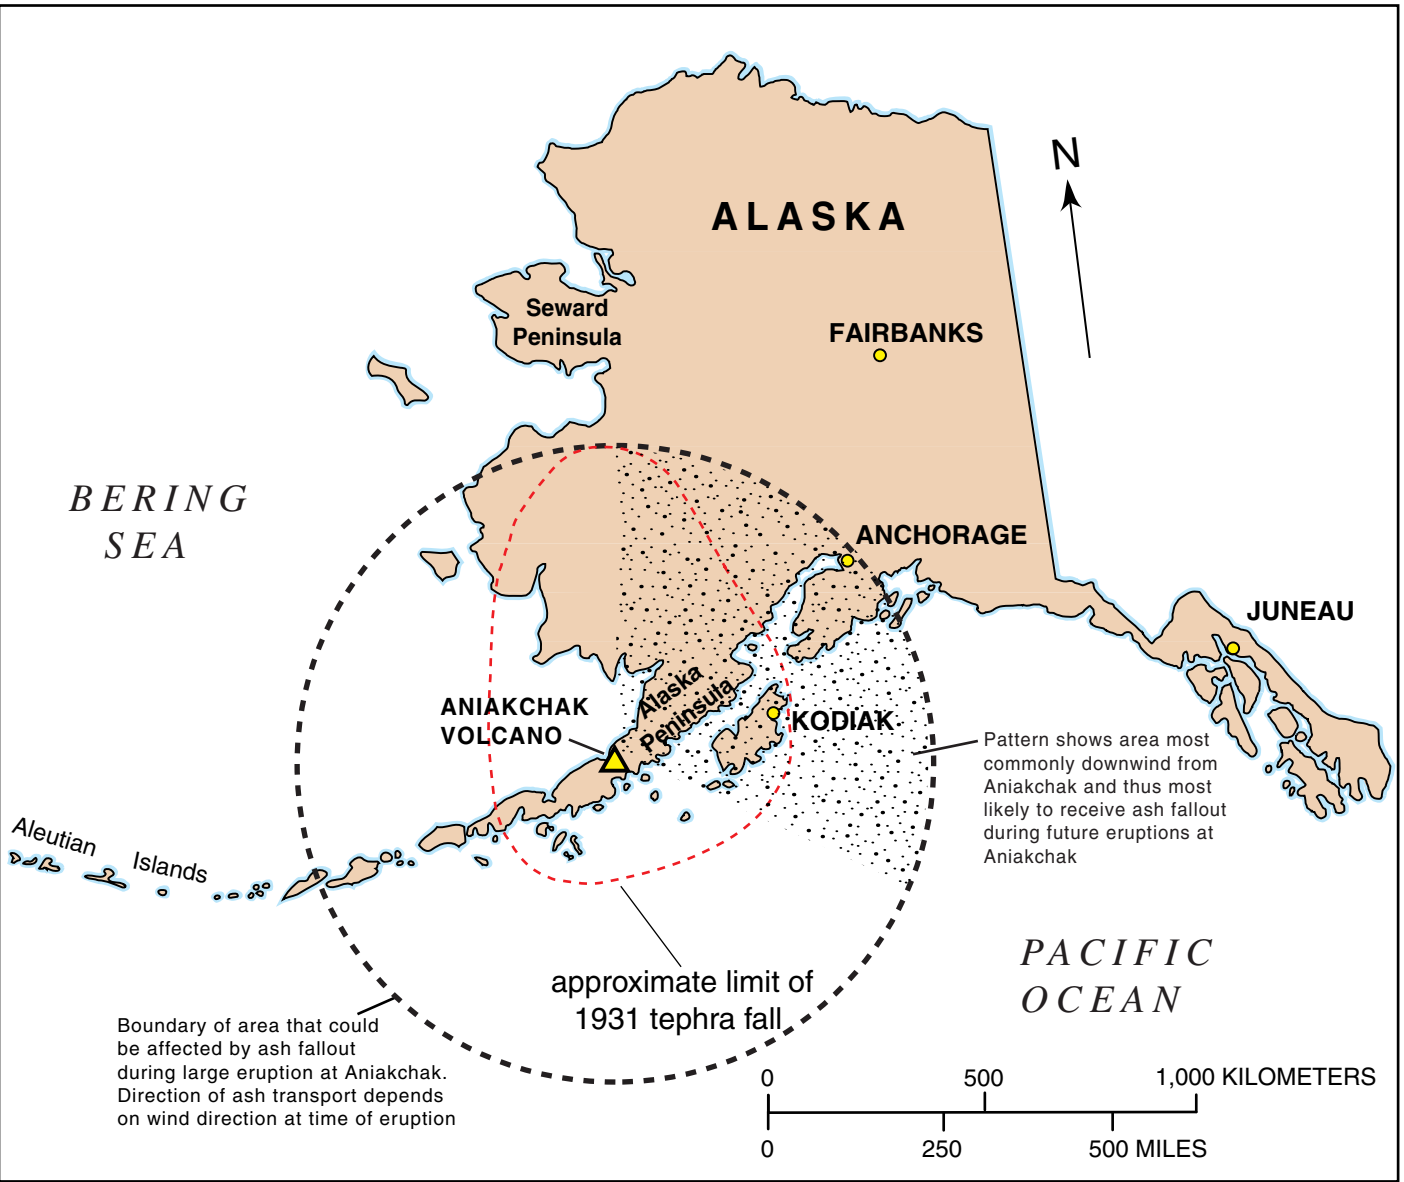 N
ALASKA
Seward
Peninsula
FAIRBANKS
BERING
SEA
ANCHORAGE
JUNEAU
ANIAKCHAK
VOLCANO
Alaska
Peninsula
KODIAK
Pattern shows area most
commonly downwind from
Aniakchak and thus most
likely to receive ash fallout
during future eruptions at
Aniakchak
Aleutian Islands
PACIFIC
OCEAN
approximate limit of
1931 tephra fall
Boundary of area that could
be affected by ash fallout
during large eruption at Aniakchak.
Direction of ash transport depends
on wind direction at time of eruption
0 500 1,000 KILOMETERS
0 250 500 MILES